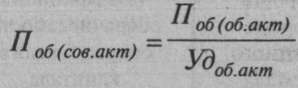 П об (сов.акт) = П об (об.акт) / Уд об.акт